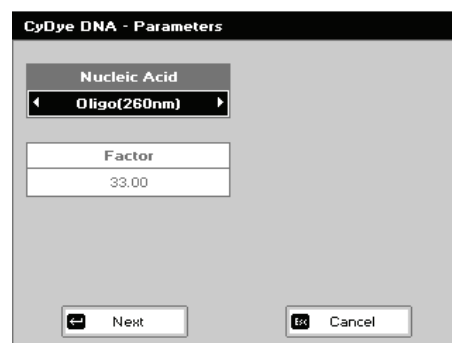 CyDye DNA - Parameters
Nucleic Acid
Oligo(260nm)
Factor
33.00
Next
Esc Cancel